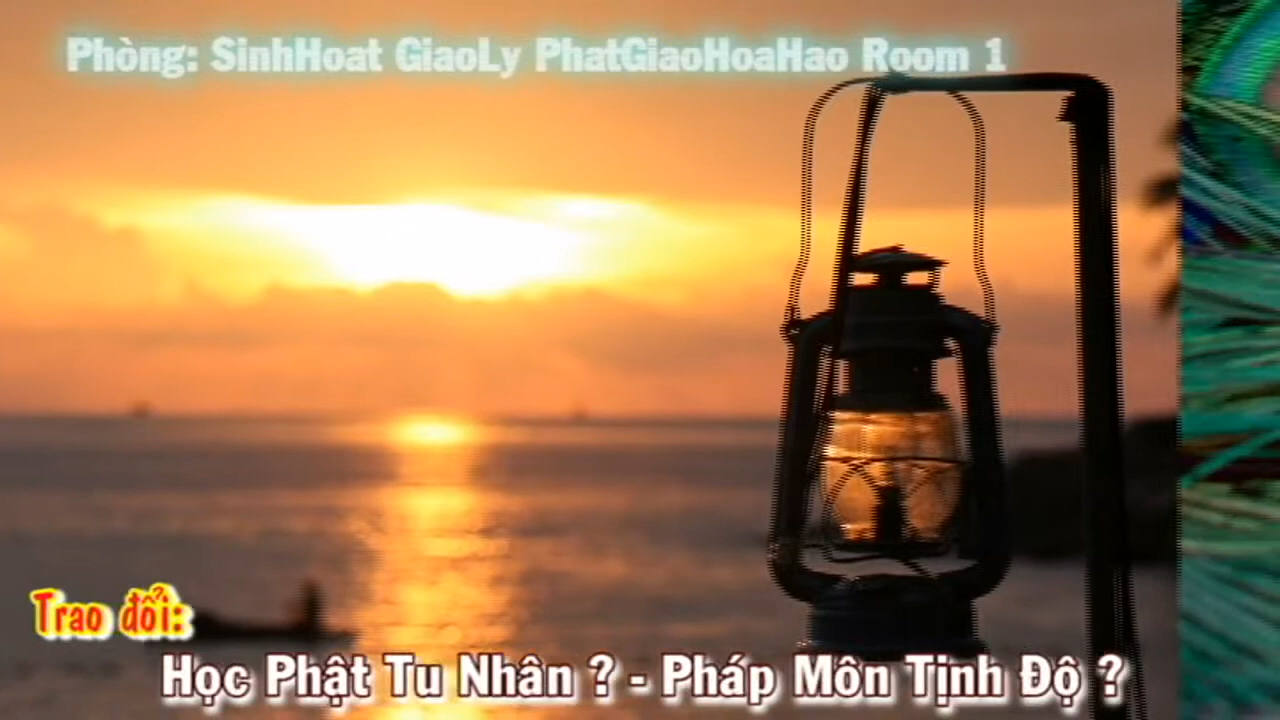 Phòng: SinhHoat GiaoLy PhatGiaoHoaHao Room 1
Trao đổi:
Học Phật Tu Nhân ? - Pháp Môn Tịnh Độ ?